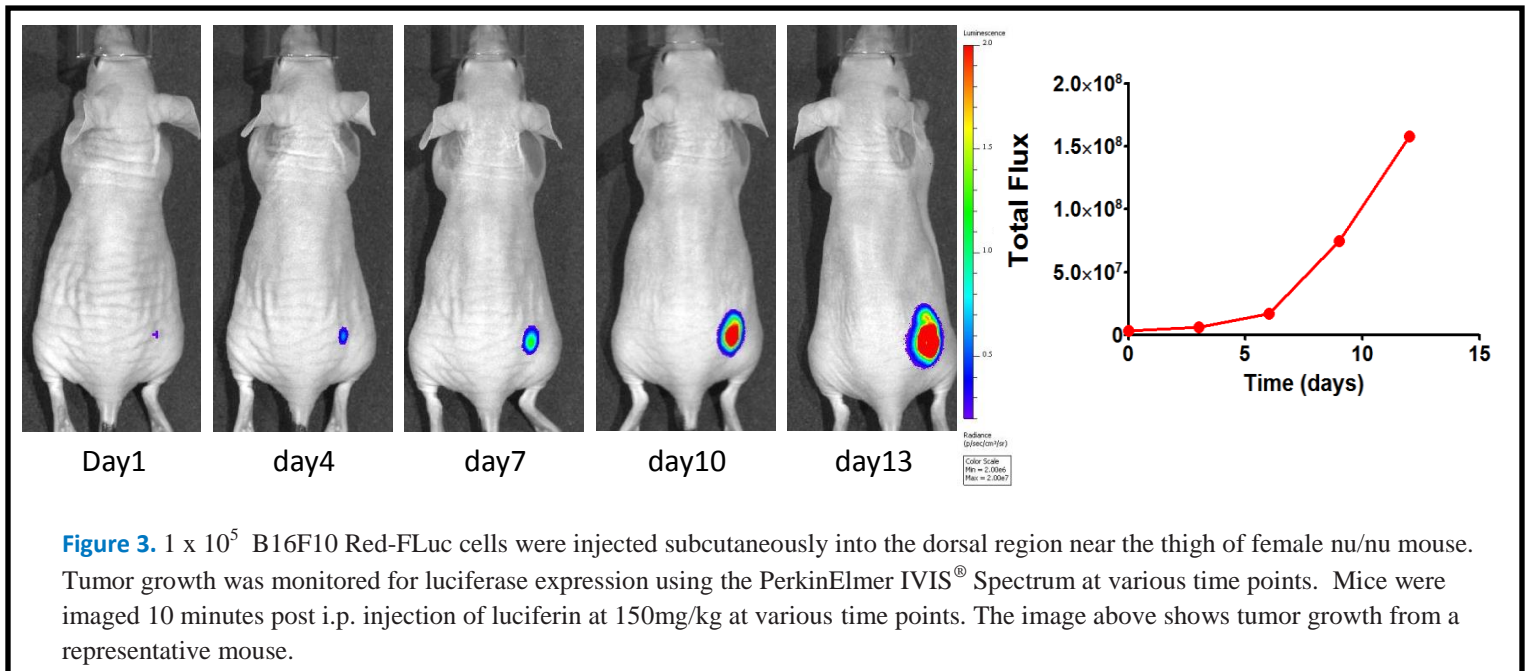 Luminescence
2.0
1.5
1.0
0.5
Radiance
(p/sec/cm²/sr)
Color Scale
Min = 2.00e6
Max = 2.00e7
Day1
day4
day7
day10
day13
Total Flux
2.0×10⁸
1.5×10⁸
1.0×10⁸
5.0×10⁷
0
0
5
10
15
Time (days)
Figure 3. 1 x 10⁵ B16F10 Red-FLuc cells were injected subcutaneously into the dorsal region near the thigh of female nu/nu mouse.
Tumor growth was monitored for luciferase expression using the PerkinElmer IVIS® Spectrum at various time points. Mice were
imaged 10 minutes post i.p. injection of luciferin at 150mg/kg at various time points. The image above shows tumor growth from a
representative mouse.